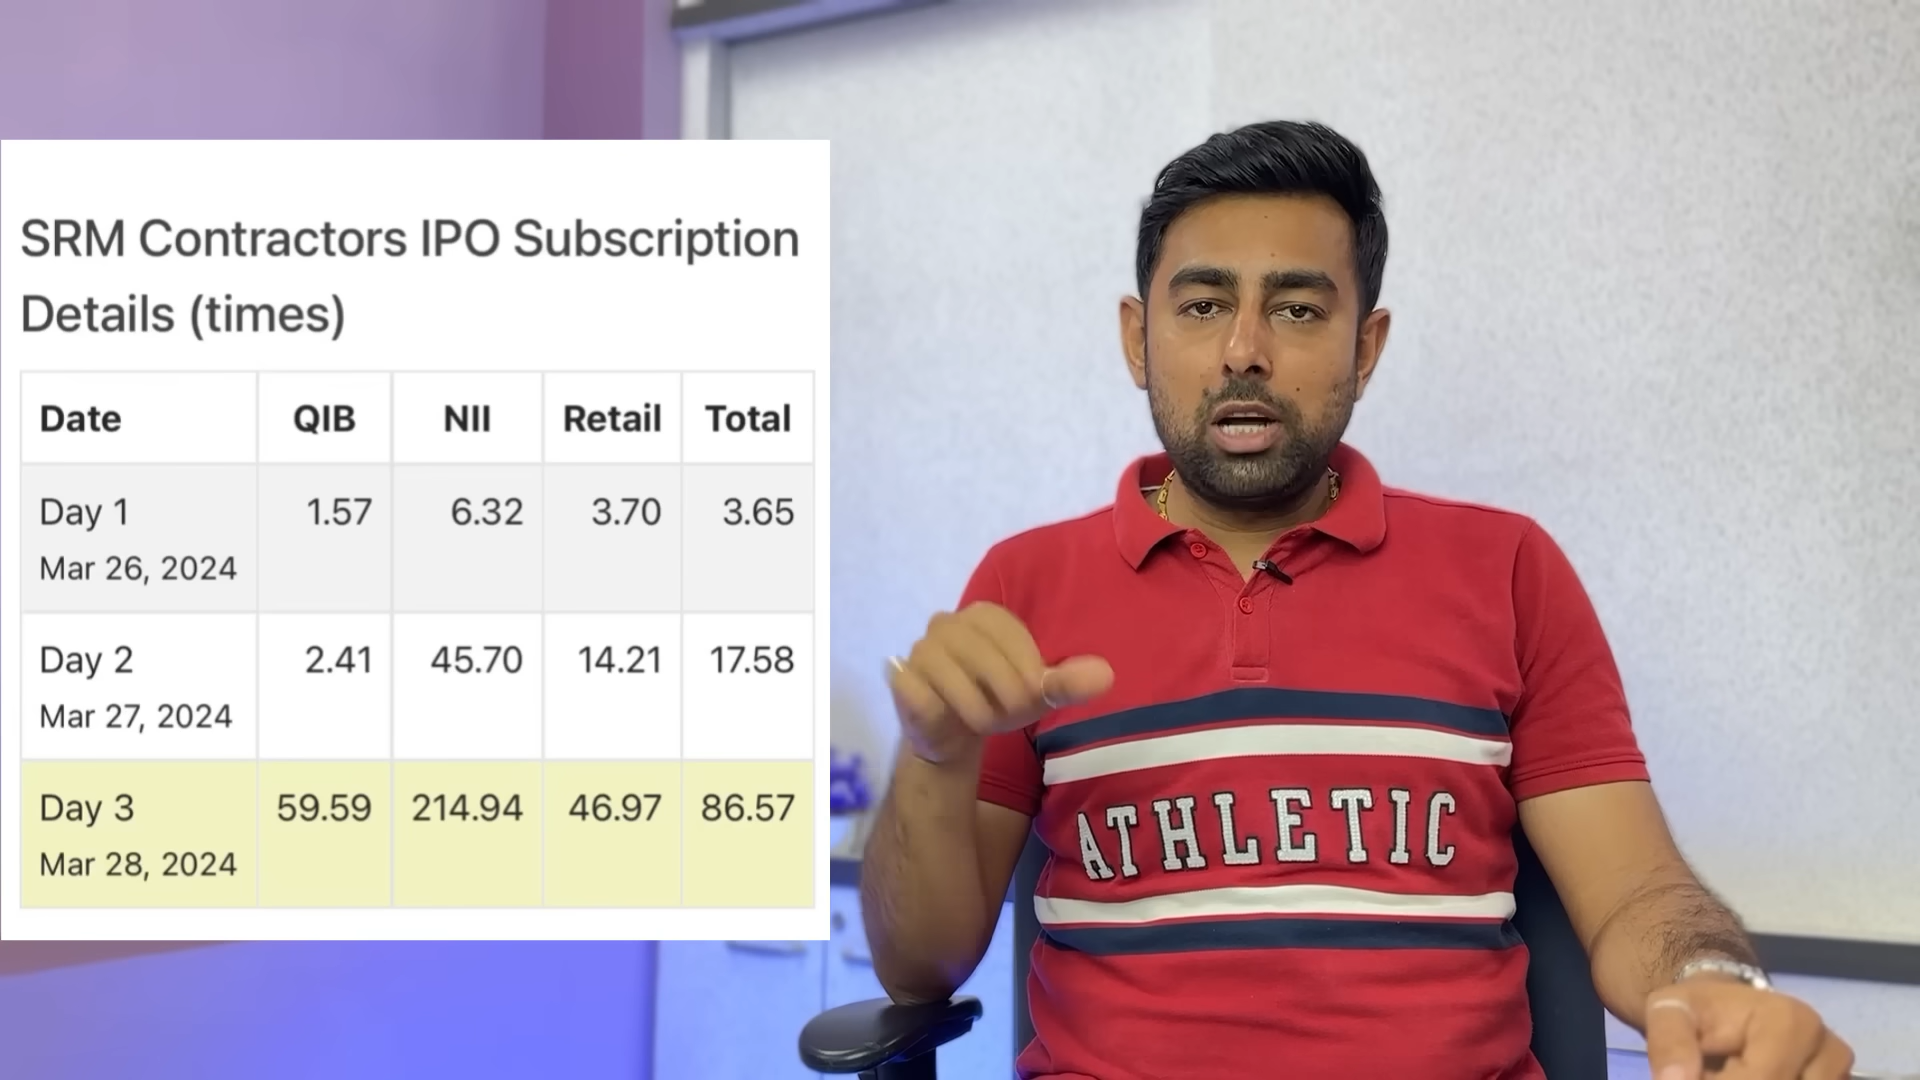 SRM Contractors IPO Subscription
Details (times)
Date QIB NII Retail Total
Day 1 1.57 6.32 3.70 3.65
Mar 26, 2024
Day 2 2.41 45.70 14.21 17.58
Mar 27, 2024
Day 3 59.59 214.94 46.97 86.57
Mar 28, 2024
ATHLETIC